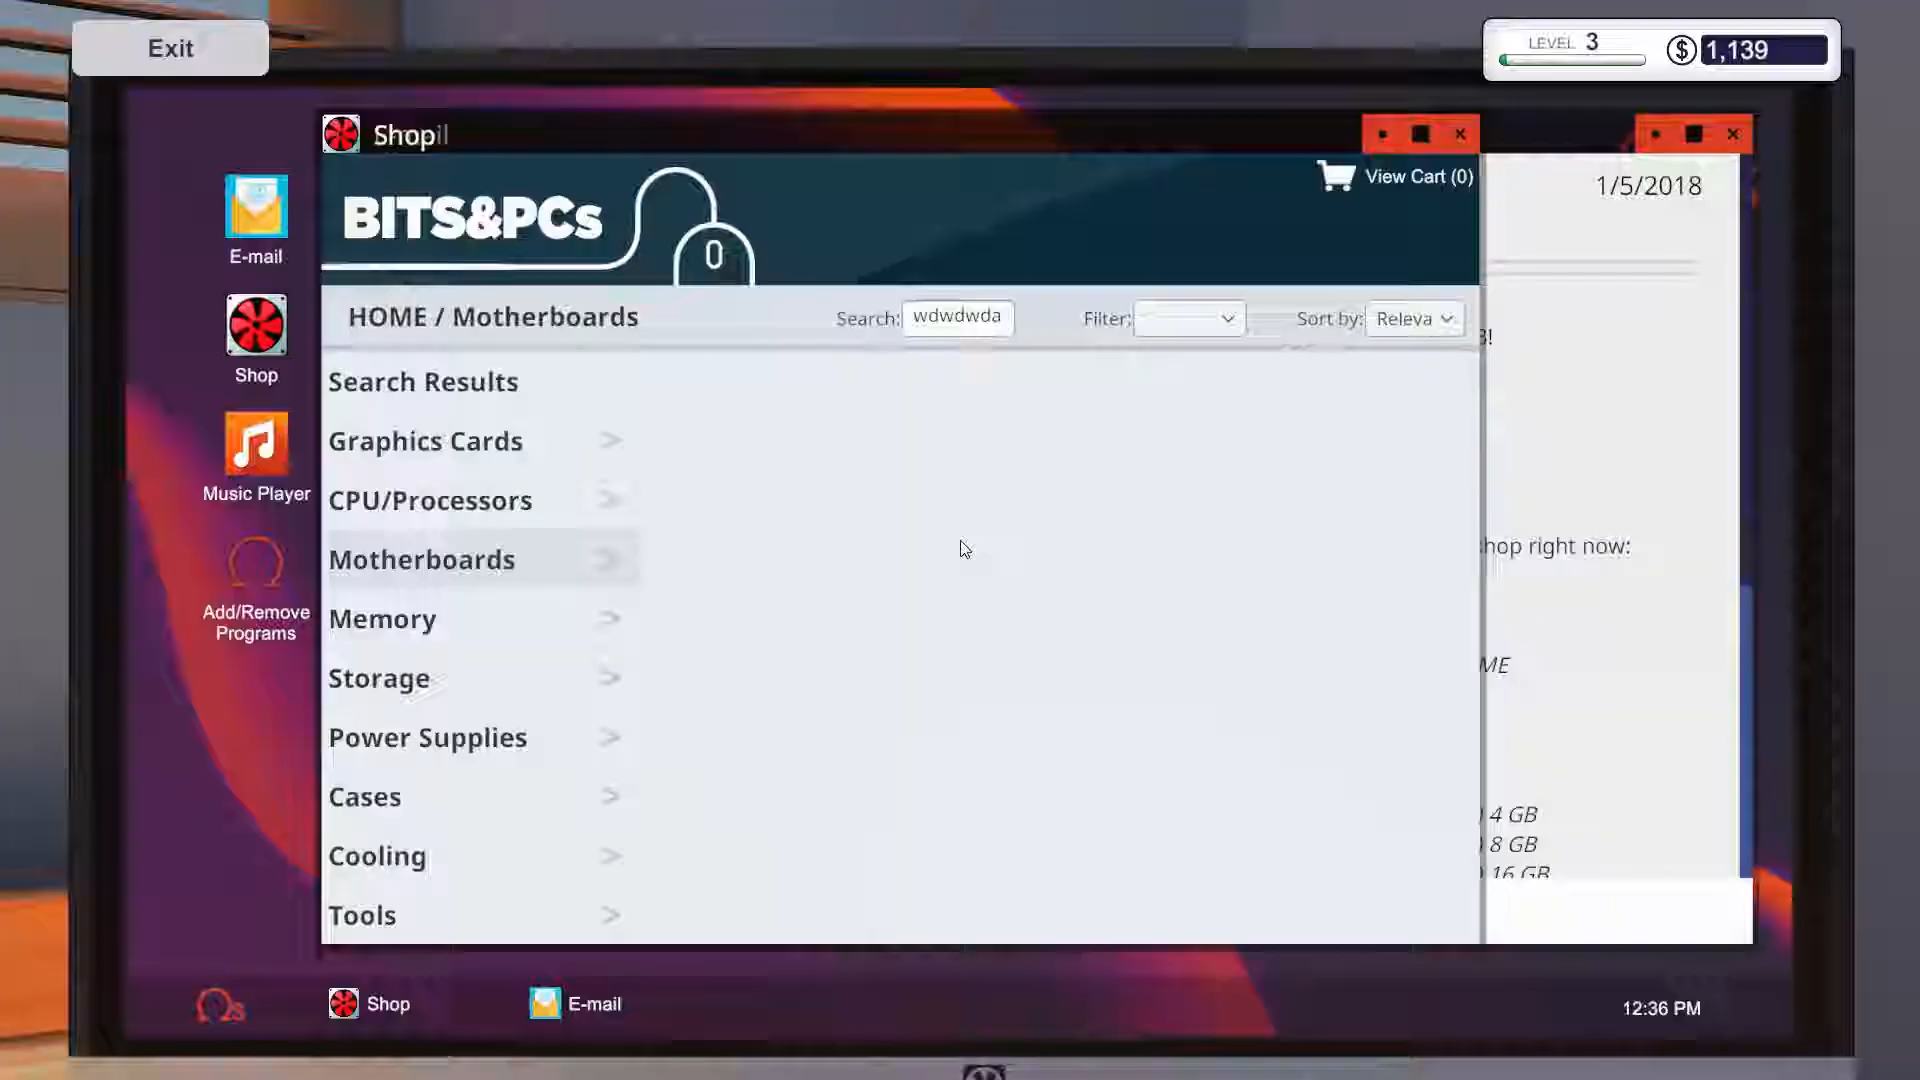 Exit
LEVEL 3
$ 1,139
Shop
View Cart (0)
1/5/2018
BITS&PCs
E-mail
HOME / Motherboards
Search: wdwdwda
Filter:
Sort by: Releva
Shop
Search Results
Graphics Cards >
CPU/Processors >
Music Player
Motherboards >
hop right now:
Add/Remove
Programs
Memory >
ME
Storage >
Power Supplies >
Cases >
4 GB
8 GB
16 GB
Cooling >
Tools >
Shop
E-mail
12:36 PM